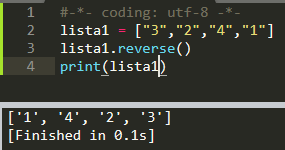 1 #-*- coding: utf-8 -*-
2 lista1 = ["3","2","4","1"]
3 lista1.reverse()
4 print(lista1)
['1', '4', '2', '3']
[Finished in 0.1s]